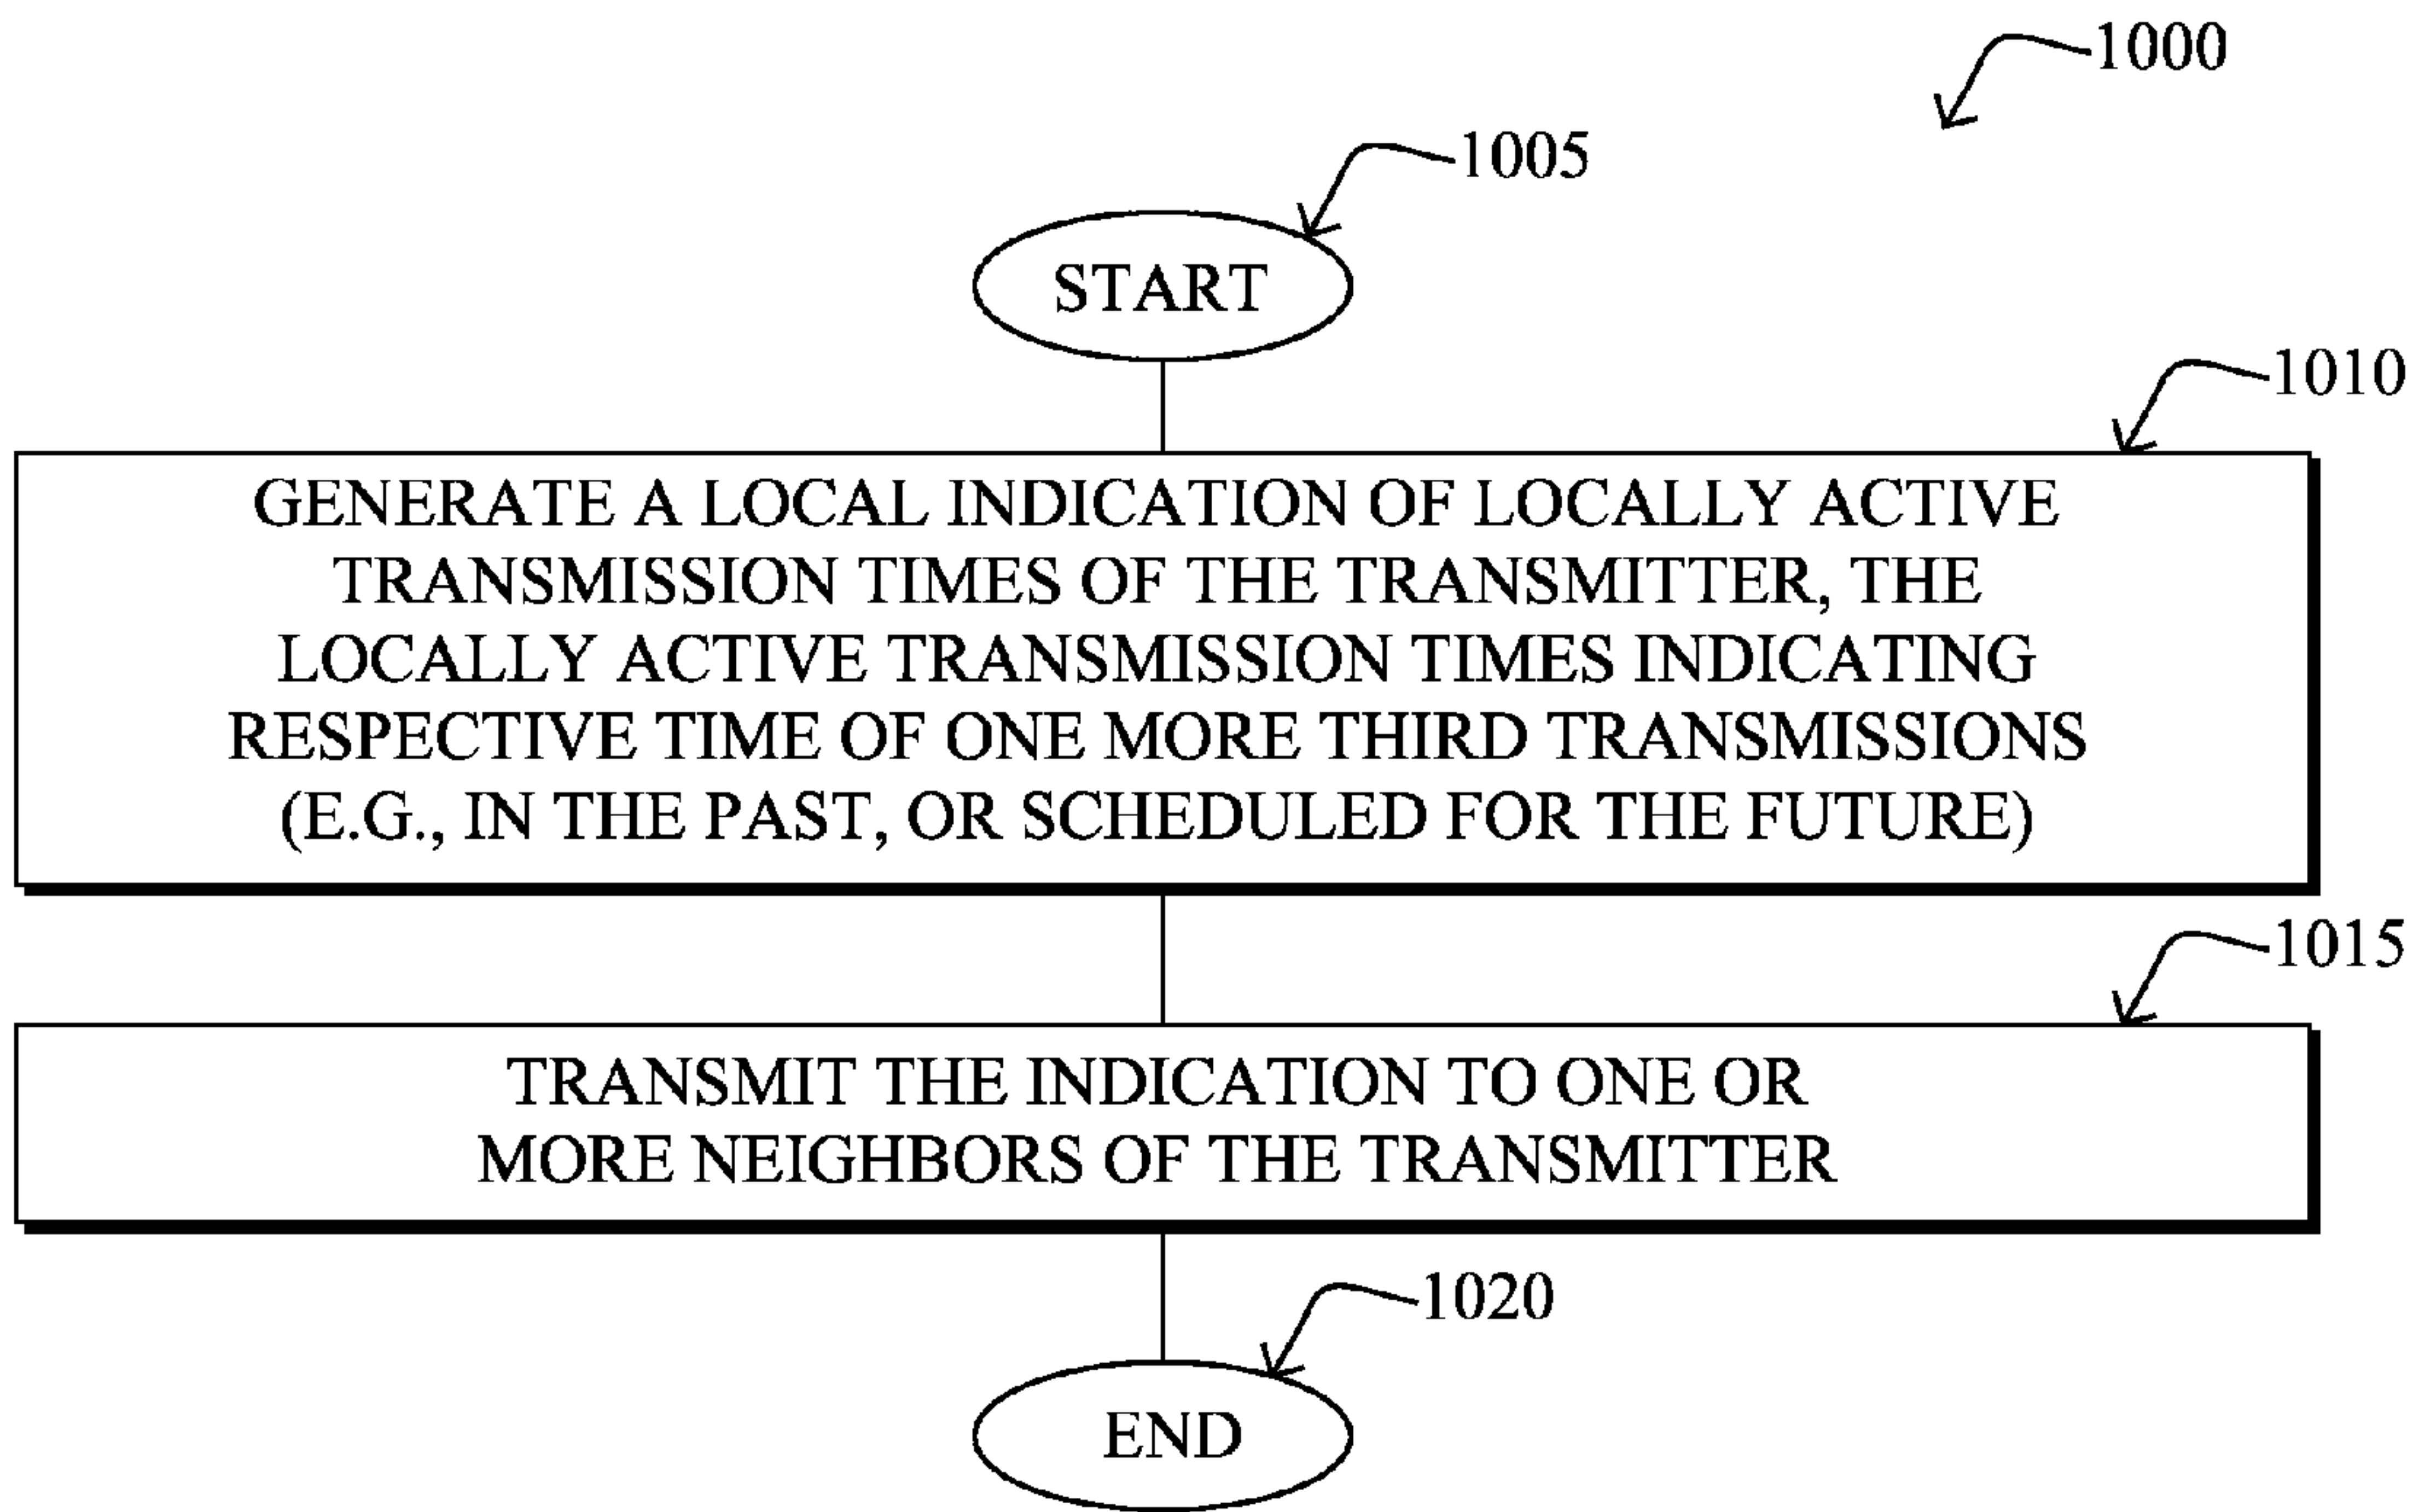 1000
1005
START
1010
GENERATE A LOCAL INDICATION OF LOCALLY ACTIVE
TRANSMISSION TIMES OF THE TRANSMITTER, THE
LOCALLY ACTIVE TRANSMISSION TIMES INDICATING
RESPECTIVE TIME OF ONE MORE THIRD TRANSMISSIONS
(E.G., IN THE PAST, OR SCHEDULED FOR THE FUTURE)
1015
TRANSMIT THE INDICATION TO ONE OR
MORE NEIGHBORS OF THE TRANSMITTER
1020
END